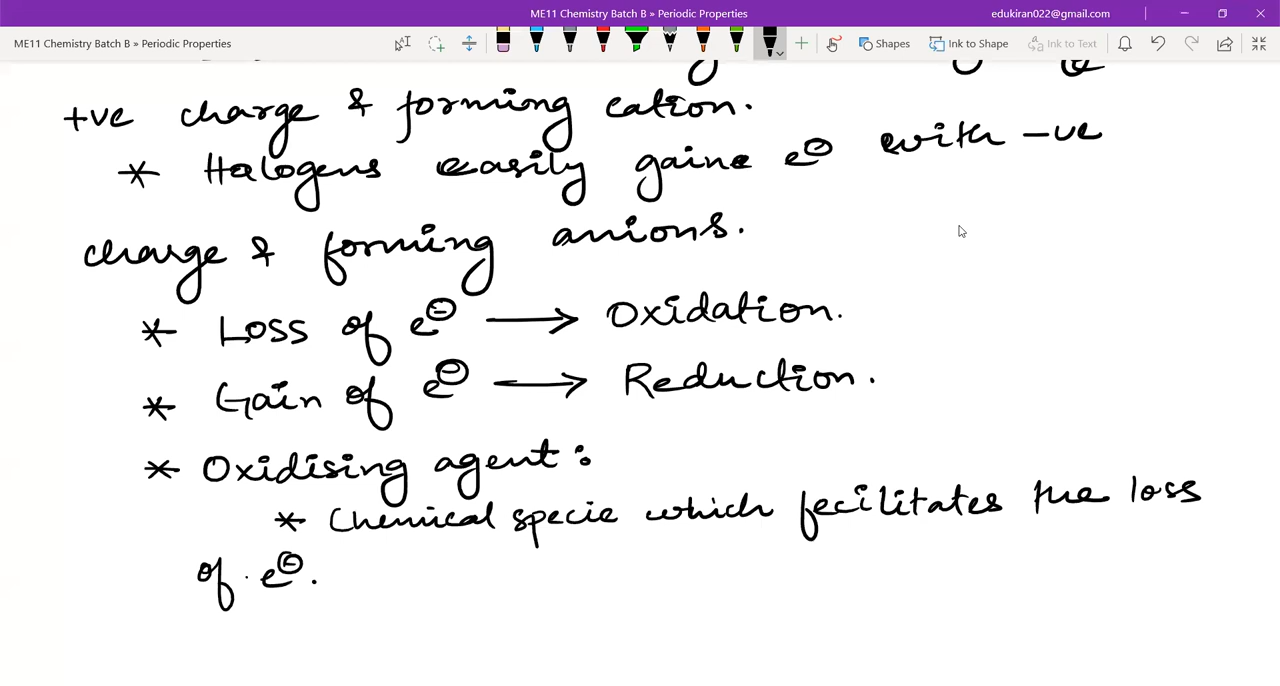 ME11 Chemistry Batch B » Periodic Properties
edukiran022@gmail.com
ME11 Chemistry Batch B » Periodic Properties
Shapes
Ink to Shape
Ink to Text
+ve charge & forming cation.
* Halogens easily gaine e⊖ with -ve
charge & forming anions.
* Loss of e⊖ → Oxidation.
* Gain of e⊖ → Reduction.
* Oxidising agent:
* Chemical specie which fecilitates the loss
of e⊖.